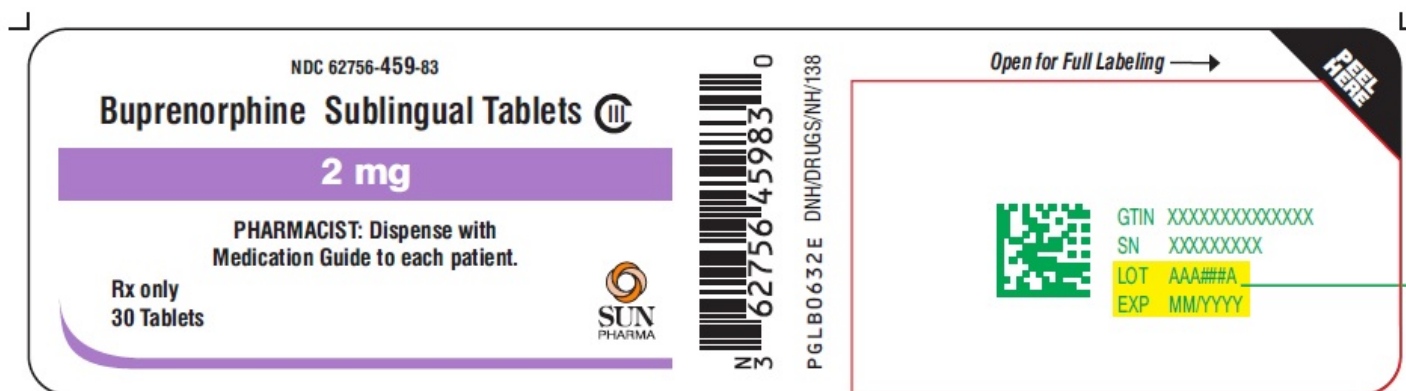 NDC 62756-459-83
Buprenorphine Sublingual Tablets CIII
2 mg
PHARMACIST: Dispense with
Medication Guide to each patient.
Rx only
30 Tablets
SUN
PHARMA
N
3 62756 45983 0
PGLB0632E DNH/DRUGS/NH/138
Open for Full Labeling
PEEL
HERE
GTIN XXXXXXXXXXXXXX
SN XXXXXXXXX
LOT AAA###A
EXP MM/YYYY